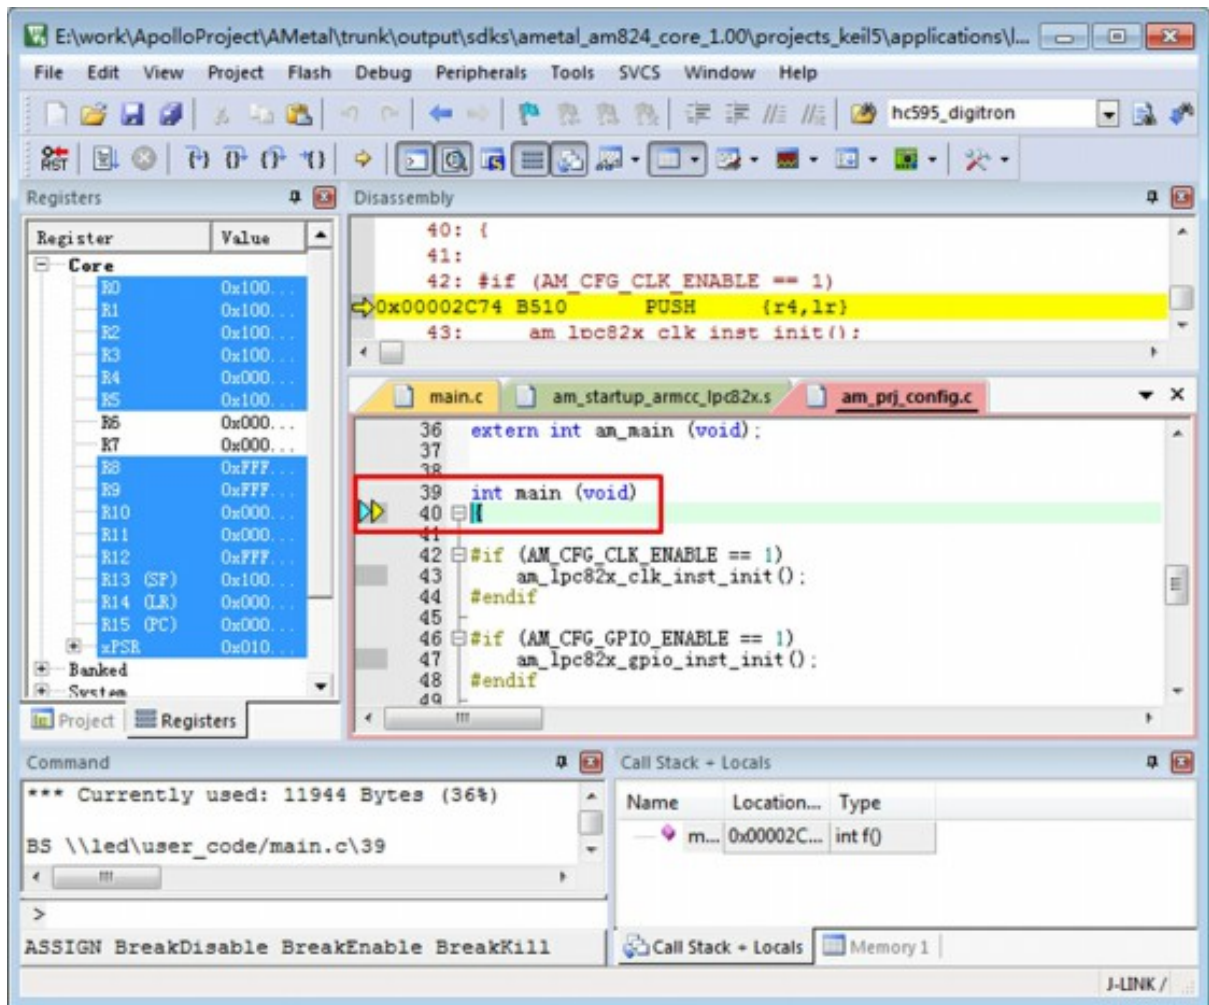 E:\work\ApolloProject\AMetal\trunk\output\sdks\ametal_am824_core_1.00\projects_keil5\applications\l...
File Edit View Project Flash Debug Peripherals Tools SVCS Window Help
hc595_digitron
RST
Registers
Register Value
Core
R0 0x100...
R1 0x100...
R2 0x100...
R3 0x100...
R4 0x000...
R5 0x100...
R6 0x000...
R7 0x000...
R8 0xFFF...
R9 0xFFF...
R10 0x000...
R11 0x000...
R12 0xFFF...
R13 (SP) 0x100...
R14 (LR) 0x000...
R15 (PC) 0x000...
xPSR 0x010...
Banked
System
Project Registers
Disassembly
40: {
41:
42: #if (AM_CFG_CLK_ENABLE == 1)
0x00002C74 B510 PUSH {r4,lr}
43: am_lpc82x_clk_inst_init();
main.c am_startup_armcc_lpc82x.s am_prj_config.c
36 extern int am_main (void);
37
38
39 int main (void)
40 {
41
42 #if (AM_CFG_CLK_ENABLE == 1)
43 am_lpc82x_clk_inst_init();
44 #endif
45
46 #if (AM_CFG_GPIO_ENABLE == 1)
47 am_lpc82x_gpio_inst_init();
48 #endif
49
Command
*** Currently used: 11944 Bytes (36%)
BS \\led\user_code/main.c\39
>
ASSIGN BreakDisable BreakEnable BreakKill
Call Stack + Locals
Name Location... Type
m... 0x00002C... int f()
Call Stack + Locals Memory 1
J-LINK /